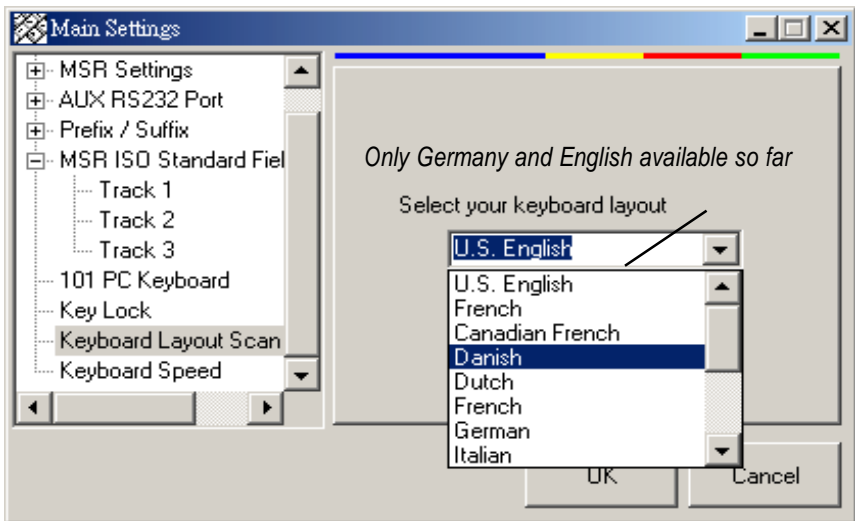 Main Settings
MSR Settings
AUX RS232 Port
Prefix / Suffix
MSR ISO Standard Fiel
Track 1
Track 2
Track 3
101 PC Keyboard
Key Lock
Keyboard Layout Scan
Keyboard Speed
Only Germany and English available so far
Select your keyboard layout
U.S. English
U.S. English
French
Canadian French
Danish
Dutch
French
German
Italian
OK
Cancel